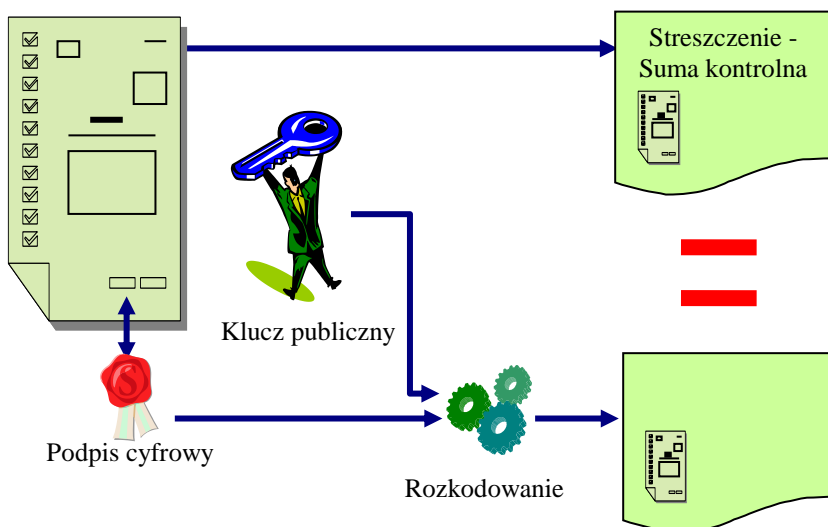 Streszczenie -
Suma kontrolna
Klucz publiczny
S
Podpis cyfrowy
Rozkodowanie